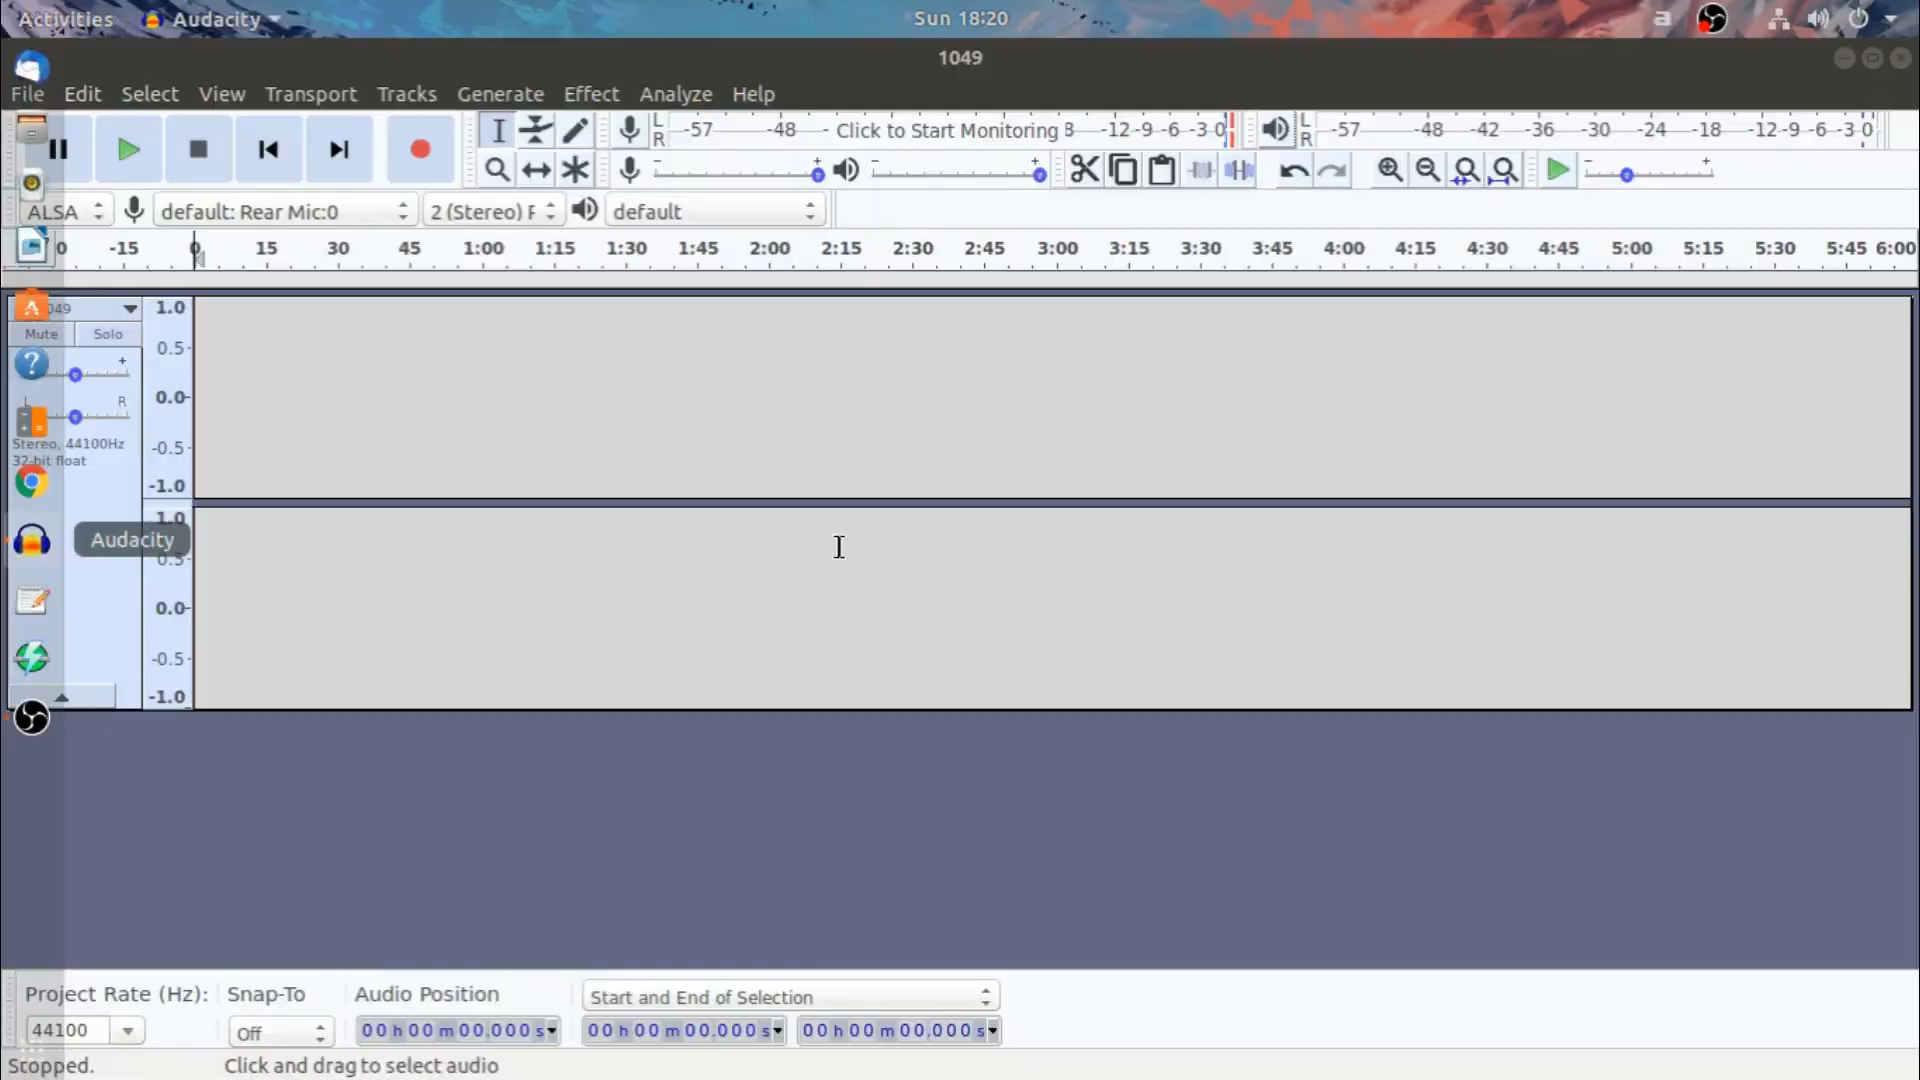 Activities Audacity Sun 18:20 a
1049
File Edit Select View Transport Tracks Generate Effect Analyze Help
L -57 -48 - Click to Start Monitoring 8 -12 -9 -6 -3 0 L -57 -48 -42 -36 -30 -24 -18 -12 -9 -6 -3 0
R R
- + - + - +
ALSA default: Rear Mic:0 2 (Stereo) default
0 -15 0 15 30 45 1:00 1:15 1:30 1:45 2:00 2:15 2:30 2:45 3:00 3:15 3:30 3:45 4:00 4:15 4:30 4:45 5:00 5:15 5:30 5:45 6:00
049 1.0
Mute Solo
0.5
+
0.0
L R
Stereo, 44100Hz -0.5
32-bit float
-1.0
1.0
Audacity
0.5
0.0
-0.5
-1.0
Project Rate (Hz): Snap-To Audio Position Start and End of Selection
44100 Off 00 h 00 m 00.000 s 00 h 00 m 00.000 s 00 h 00 m 00.000 s
Stopped. Click and drag to select audio